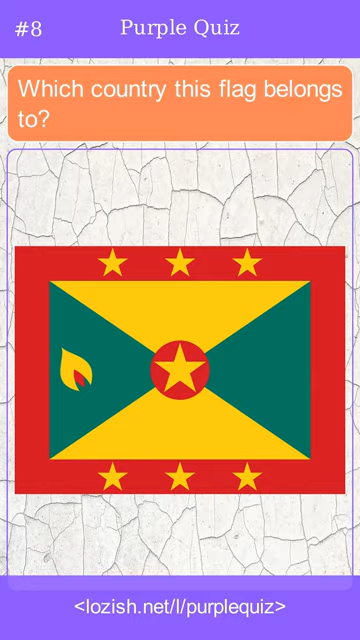 #8
Purple Quiz
Which country this flag belongs
to?
<lozish.net/l/purplequiz>